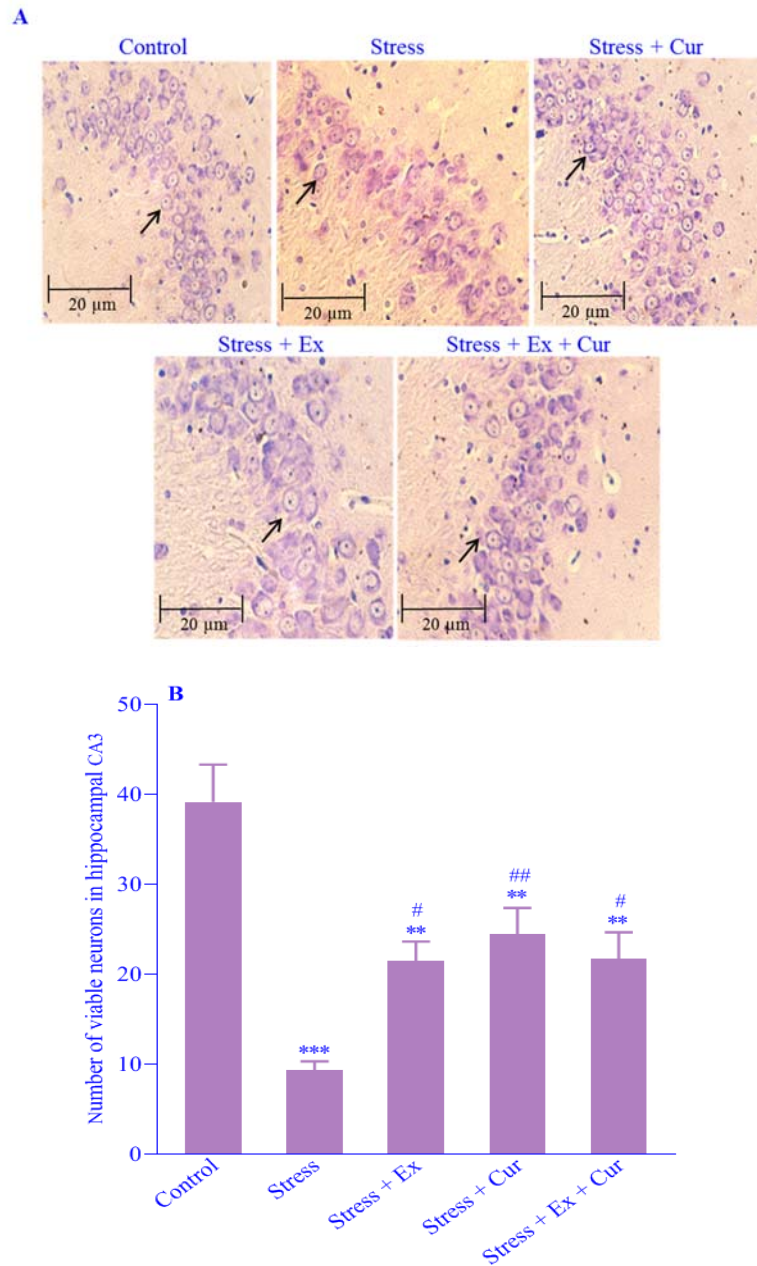 A
Control
Stress
Stress + Cur
20 µm
20 µm
20 µm
Stress + Ex
Stress + Ex + Cur
20 µm
20 µm
B
Number of viable neurons in hippocampal CA3
50
40
30
20
10
0
***
#
**
##
**
#
**
Control
Stress
Stress + Ex
Stress + Cur
Stress + Ex + Cur